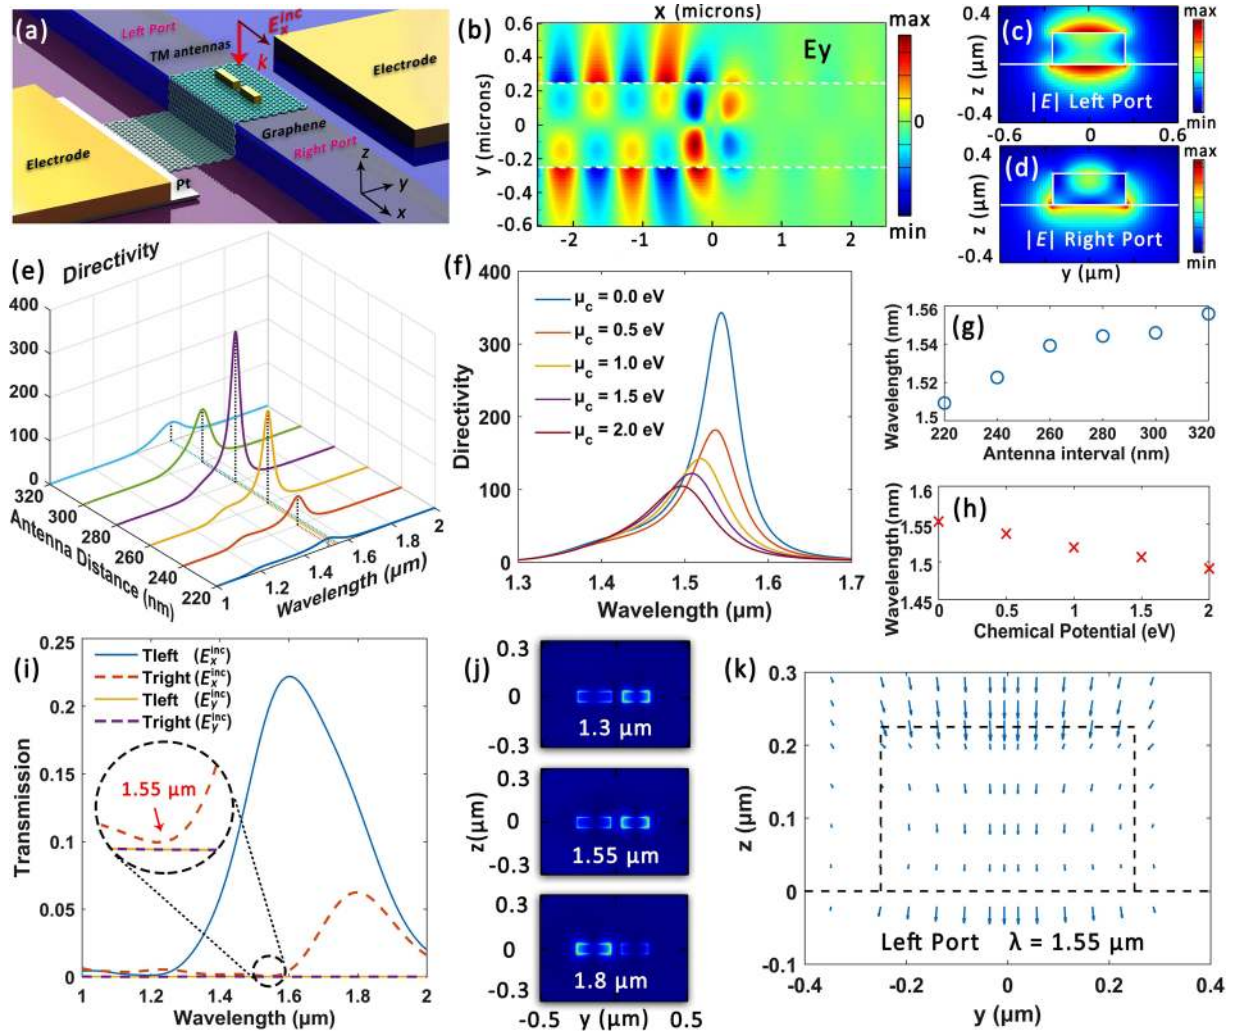 (a)
Left Port
E_x^inc
TM antennas
k
Electrode
Graphene
Right Port
Electrode
Pt
z
y
x
(b)
X (microns)
Ey
y (microns)
0.6
0.4
0.2
0
-0.2
-0.4
-0.6
-2 -1 0 1 2
max
0
min
(c)
|E| Left Port
z (μm)
0.4
-0.4
-0.6 0 0.6
max
min
(d)
|E| Right Port
z (μm)
0.4
-0.4
y (μm)
max
min
(e)
Directivity
400
300
200
100
0
320
300
280
260
240
220
Antenna Distance (nm)
1 1.2 1.4 1.6 1.8 2
Wavelength (μm)
(f)
Directivity
400
300
200
100
0
μc = 0.0 eV
μc = 0.5 eV
μc = 1.0 eV
μc = 1.5 eV
μc = 2.0 eV
1.3 1.4 1.5 1.6 1.7
Wavelength (μm)
(g)
Wavelength (nm)
1.56
1.54
1.52
1.5
220 240 260 280 300 320
Antenna interval (nm)
(h)
Wavelength (nm)
1.6
1.55
1.5
1.45
0 0.5 1 1.5 2
Chemical Potential (eV)
(i)
Transmission
0.25
0.2
0.15
0.1
0.05
0
Tleft (E_x^inc)
Tright (E_x^inc)
Tleft (E_y^inc)
Tright (E_y^inc)
1.55 μm
1 1.2 1.4 1.6 1.8 2
Wavelength (μm)
(j)
z(μm)
0.3
0
-0.3
1.3 μm
0.3
0
-0.3
1.55 μm
0.3
0
-0.3
1.8 μm
-0.5 y (μm) 0.5
(k)
z (μm)
0.3
0.2
0.1
0
-0.1
Left Port λ = 1.55 μm
-0.4 -0.2 0 0.2 0.4
y (μm)